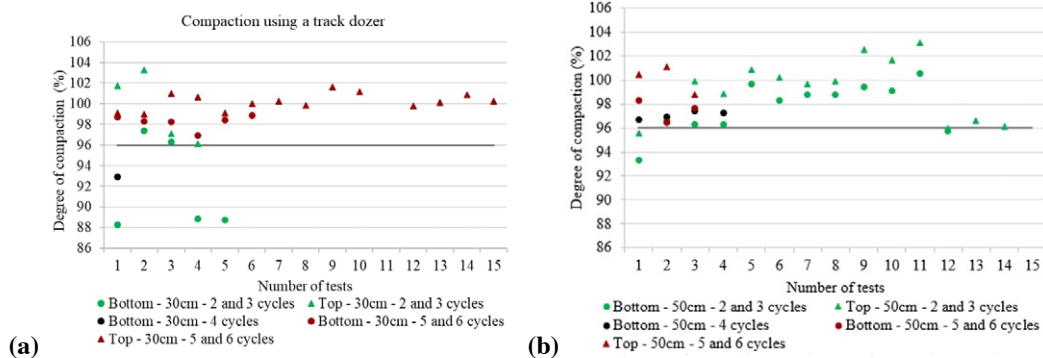 Compaction using a track dozer
Degree of compaction (%)
106
104
102
100
98
96
94
92
90
88
86
1 2 3 4 5 6 7 8 9 10 11 12 13 14 15
Number of tests
Bottom - 30cm - 2 and 3 cycles Top - 30cm - 2 and 3 cycles
Bottom - 30cm - 4 cycles Bottom - 30cm - 5 and 6 cycles
Top - 30cm - 5 and 6 cycles
(a)
Degree of compaction (%)
106
104
102
100
98
96
94
92
90
88
86
1 2 3 4 5 6 7 8 9 10 11 12 13 14 15
Number of tests
Bottom - 50cm - 2 and 3 cycles Top - 50cm - 2 and 3 cycles
Bottom - 50cm - 4 cycles Bottom - 50cm - 5 and 6 cycles
Top - 50cm - 5 and 6 cycles
(b)